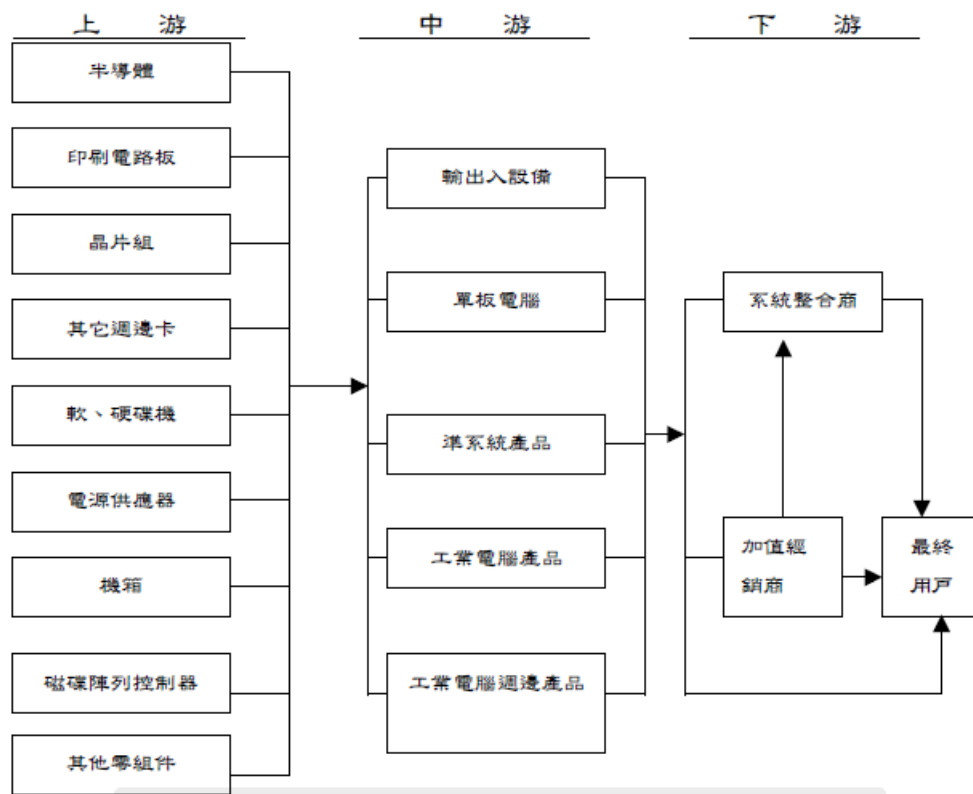 上 游
半導體
印刷電路板
晶片組
其它週邊卡
軟、硬碟機
電源供應器
機箱
磁碟陣列控制器
其他零組件
中 游
輸出入設備
單板電腦
準系統產品
工業電腦產品
工業電腦週邊產品
下 游
系統整合商
加值經
銷商
最終
用戶